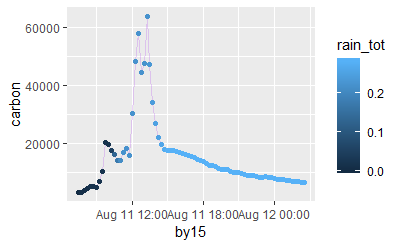 60000
40000
20000
carbon
Aug 11 12:00
Aug 11 18:00
Aug 12 00:00
by15
rain_tot
0.2
0.1
0.0